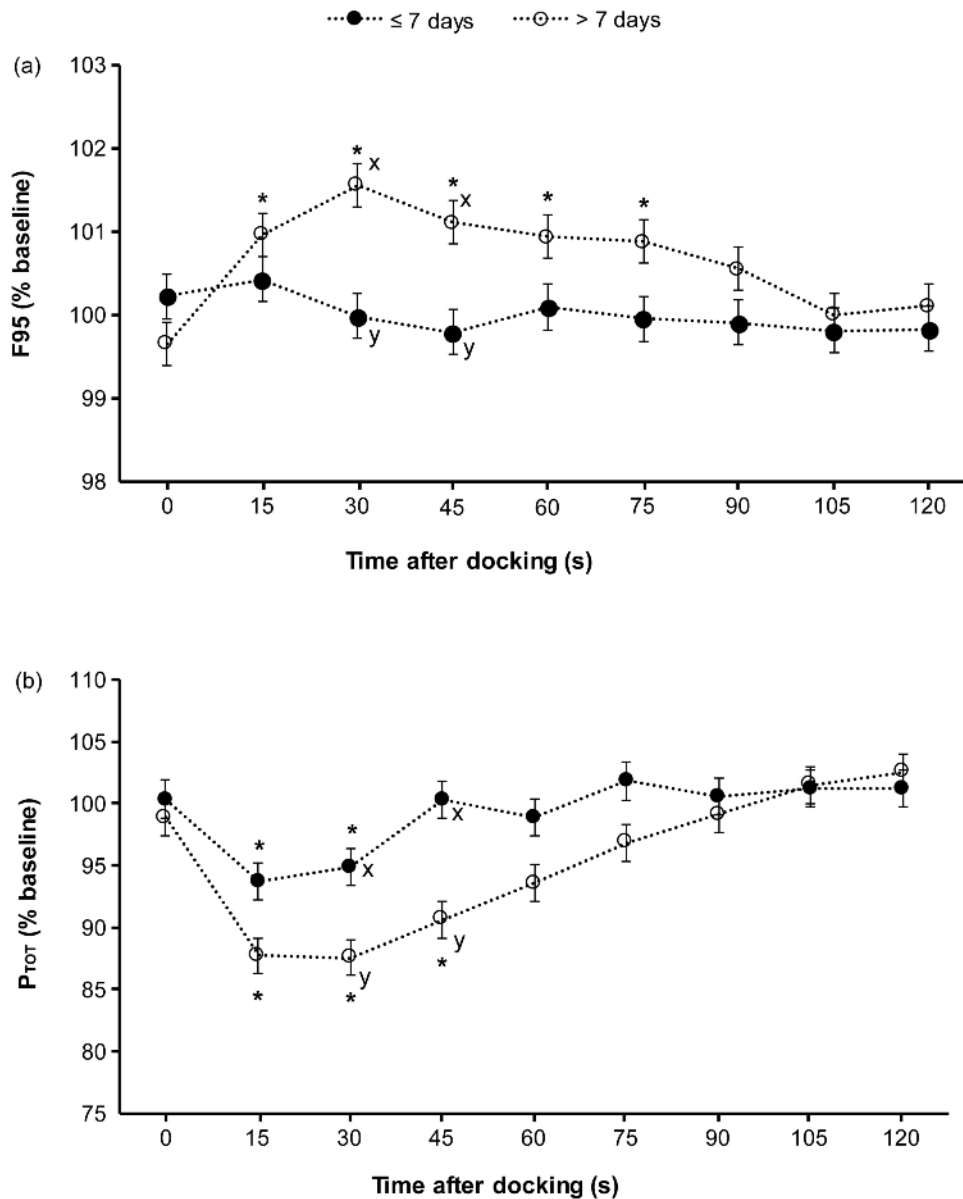 ≤ 7 days > 7 days
(a)
103
102
101
100
99
98
F95 (% baseline)
* * x * x * *
y y
0 15 30 45 60 75 90 105 120
Time after docking (s)
(b)
110
105
100
95
90
85
80
75
PTOT (% baseline)
* * x x
* y * y *
0 15 30 45 60 75 90 105 120
Time after docking (s)